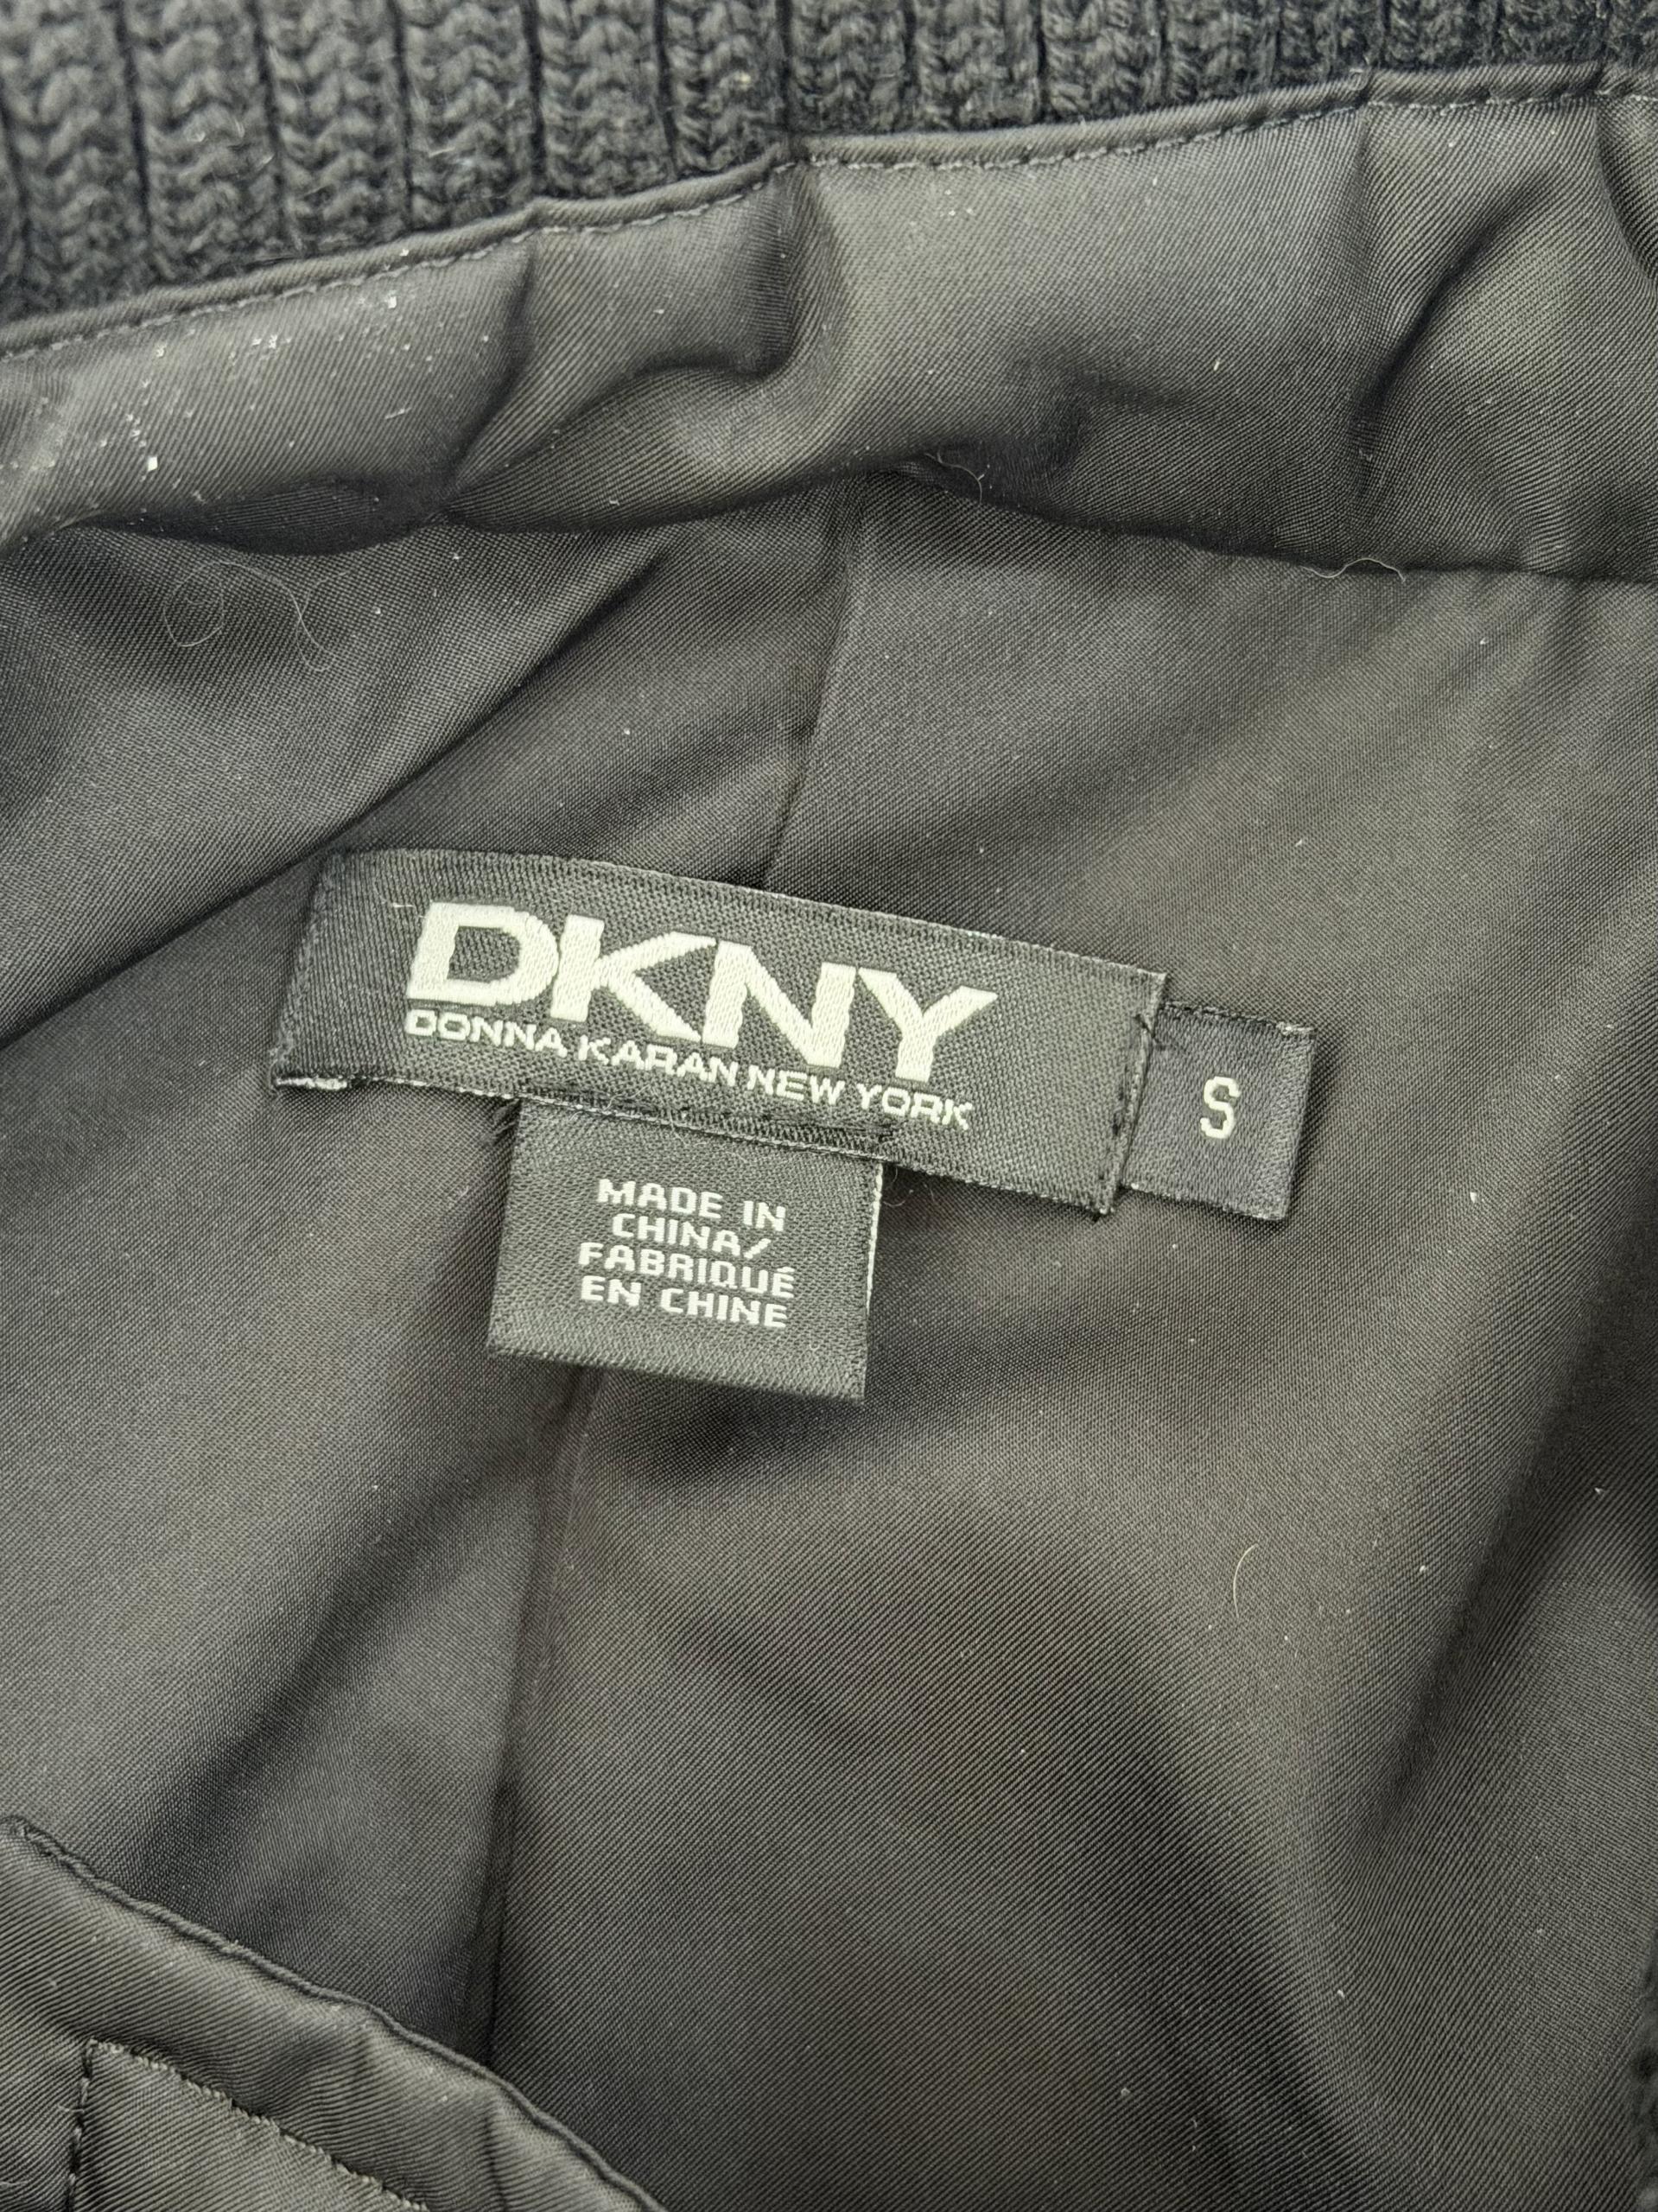 DKNY
DONNA KARAN NEW YORK
S
MADE IN
CHINA/
FABRIQUÉ
EN CHINE